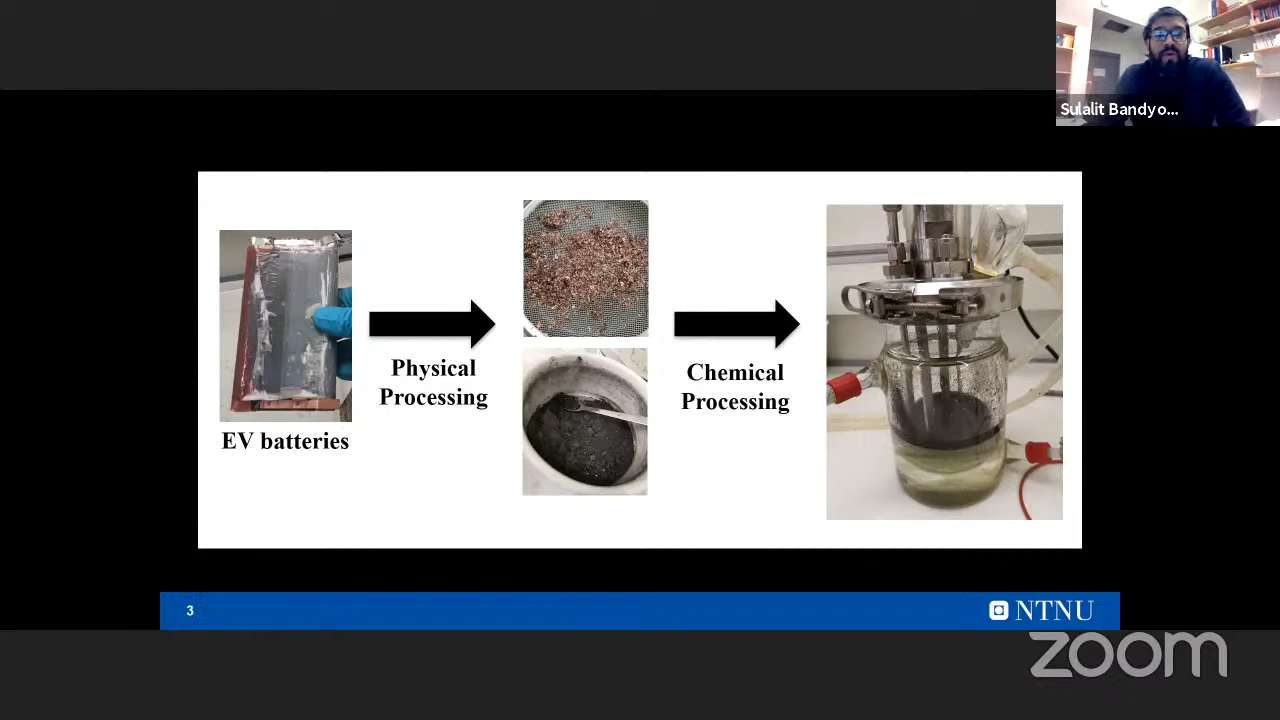 Sulalit Bandyo...
Physical
Processing
Chemical
Processing
EV batteries
3
NTNU
zoom